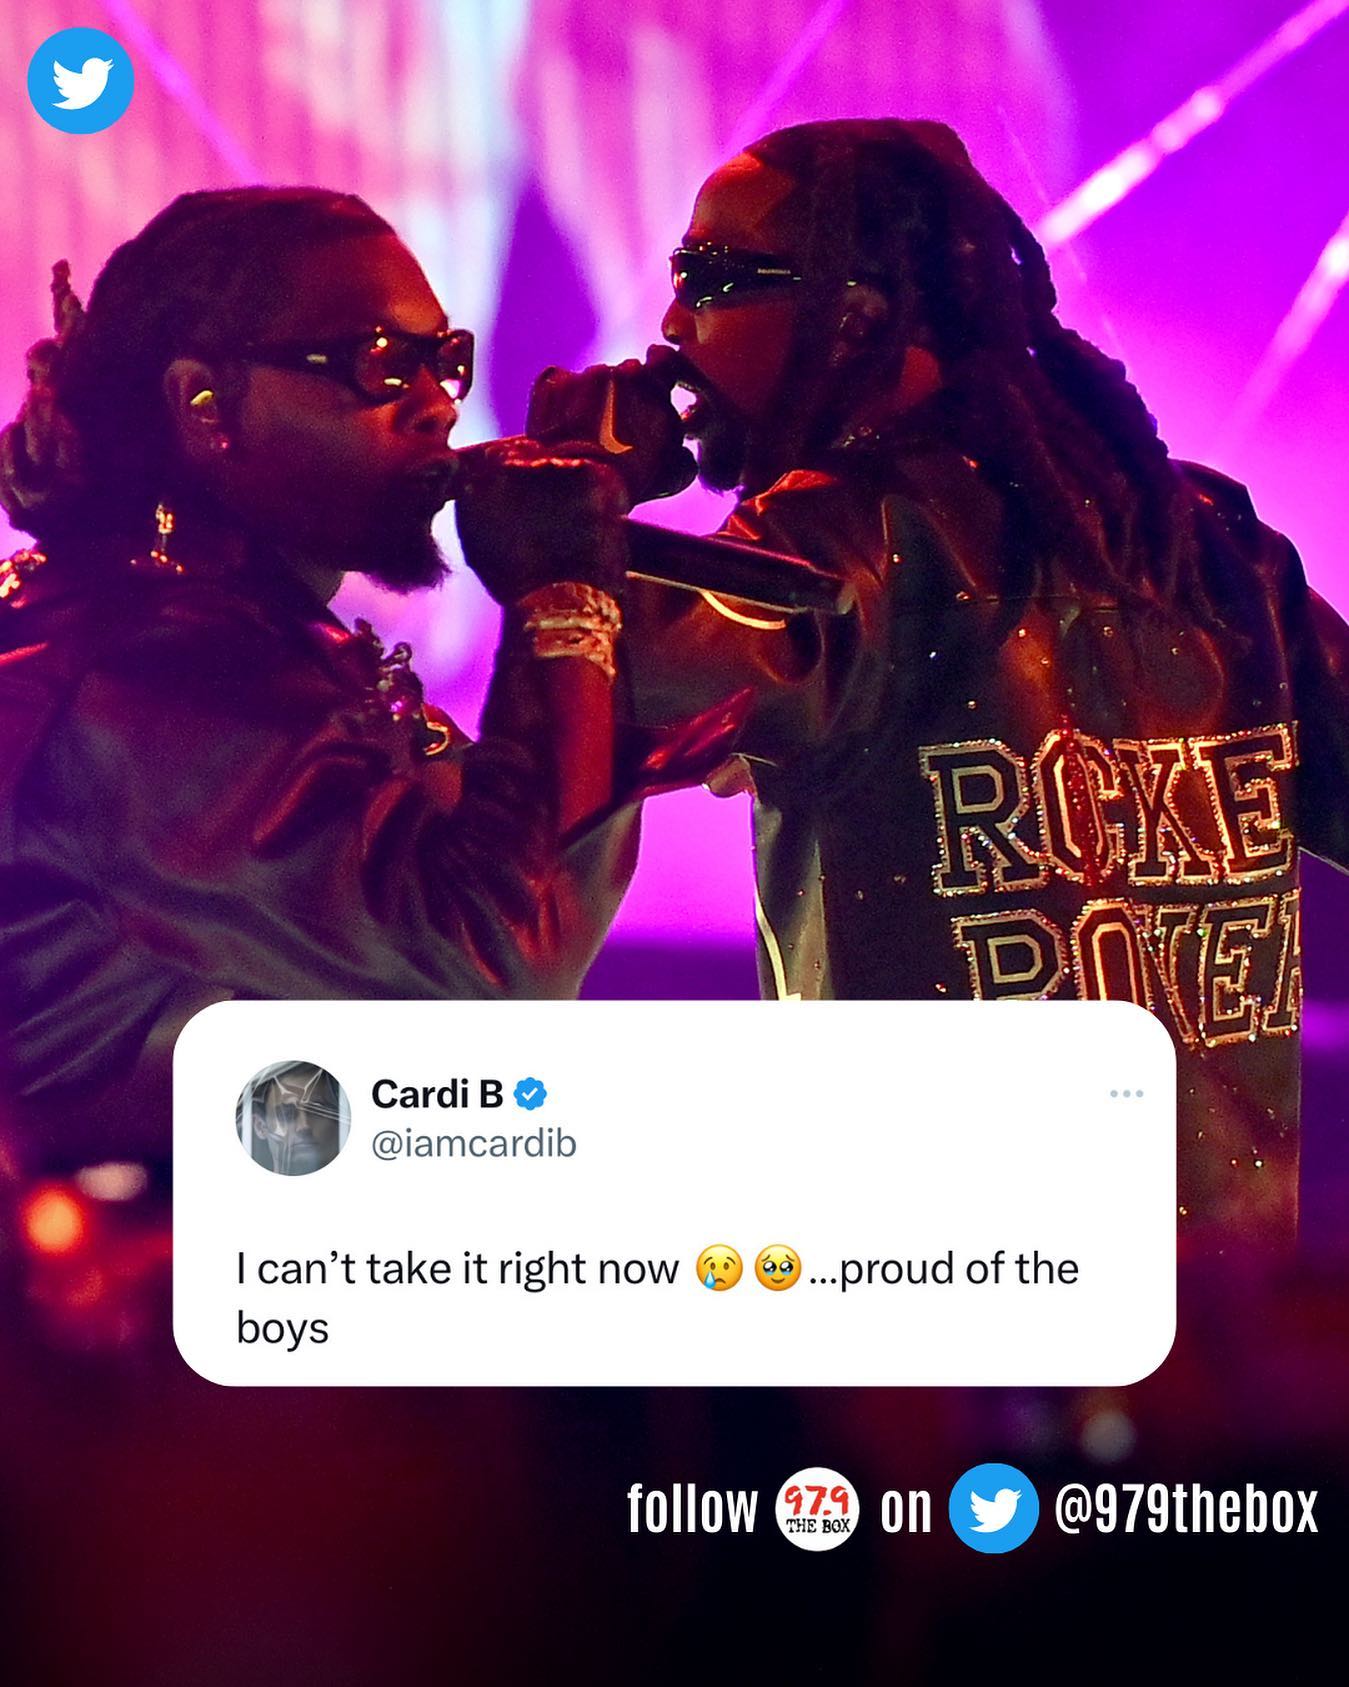 ROCKE
POWER
Cardi B
@iamcardib
I can’t take it right now 😢 🥹...proud of the
boys
follow 97.9 THE BOX on @979thebox